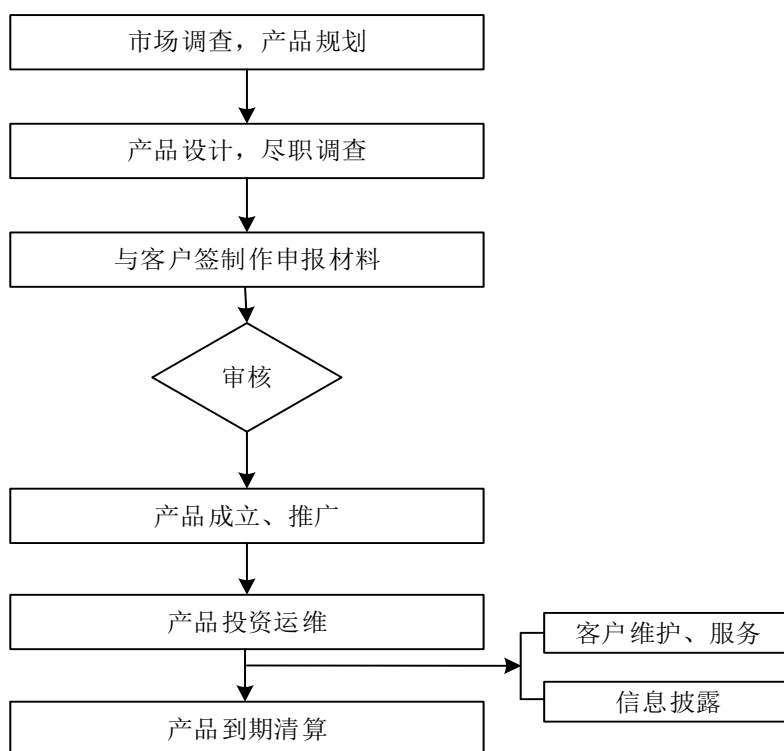 市场调查，产品规划
产品设计，尽职调查
与客户签制作申报材料
审核
产品成立、推广
产品投资运维
客户维护、服务
信息披露
产品到期清算